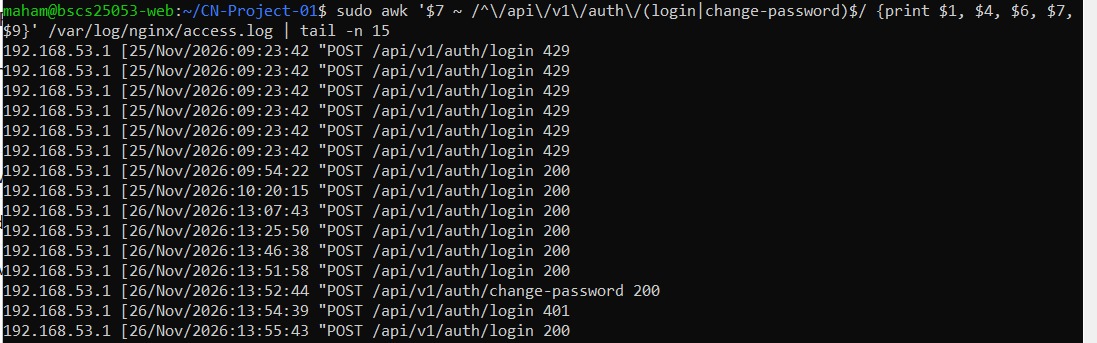 maham@bscs25053-web:~/CN-Project-01$ sudo awk '$7 ~ /^\/api\/v1\/auth\/(login|change-password)$/ {print $1, $4, $6, $7,
$9}' /var/log/nginx/access.log | tail -n 15
192.168.53.1 [25/Nov/2026:09:23:42 "POST /api/v1/auth/login 429
192.168.53.1 [25/Nov/2026:09:23:42 "POST /api/v1/auth/login 429
192.168.53.1 [25/Nov/2026:09:23:42 "POST /api/v1/auth/login 429
192.168.53.1 [25/Nov/2026:09:23:42 "POST /api/v1/auth/login 429
192.168.53.1 [25/Nov/2026:09:23:42 "POST /api/v1/auth/login 429
192.168.53.1 [25/Nov/2026:09:23:42 "POST /api/v1/auth/login 429
192.168.53.1 [25/Nov/2026:09:54:22 "POST /api/v1/auth/login 200
192.168.53.1 [25/Nov/2026:10:20:15 "POST /api/v1/auth/login 200
192.168.53.1 [26/Nov/2026:13:07:43 "POST /api/v1/auth/login 200
192.168.53.1 [26/Nov/2026:13:25:50 "POST /api/v1/auth/login 200
192.168.53.1 [26/Nov/2026:13:46:38 "POST /api/v1/auth/login 200
192.168.53.1 [26/Nov/2026:13:51:58 "POST /api/v1/auth/login 200
192.168.53.1 [26/Nov/2026:13:52:44 "POST /api/v1/auth/change-password 200
192.168.53.1 [26/Nov/2026:13:54:39 "POST /api/v1/auth/login 401
192.168.53.1 [26/Nov/2026:13:55:43 "POST /api/v1/auth/login 200